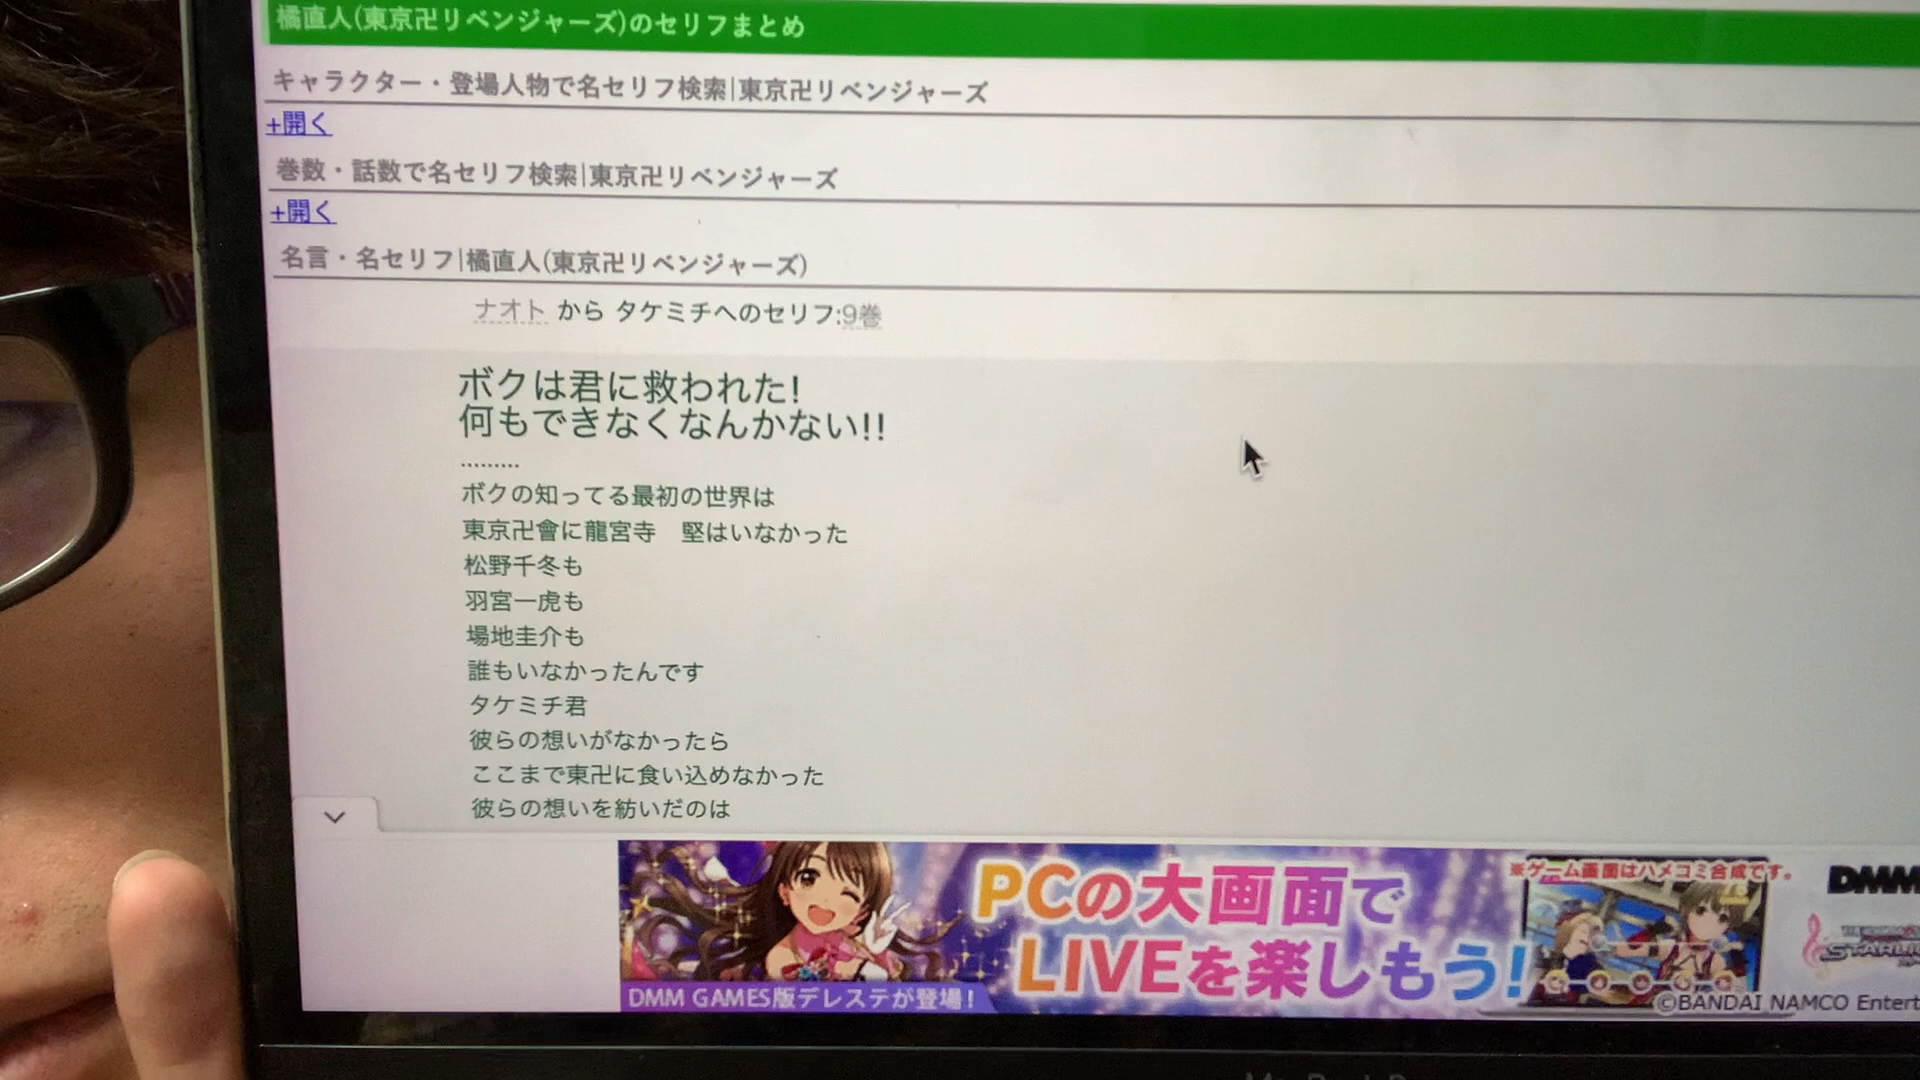 橘直人(東京卍リベンジャーズ)のセリフまとめ
キャラクター・登場人物で名セリフ検索|東京卍リベンジャーズ
+開く
巻数・話数で名セリフ検索|東京卍リベンジャーズ
+開く
名言・名セリフ|橘直人(東京卍リベンジャーズ)
ナオト から タケミチへのセリフ:9巻
ボクは君に救われた!
何もできなくなんかない!!
………
ボクの知ってる最初の世界は
東京卍會に龍宮寺　堅はいなかった
松野千冬も
羽宮一虎も
場地圭介も
誰もいなかったんです
タケミチ君
彼らの想いがなかったら
ここまで東卍に食い込めなかった
彼らの想いを紡いだのは
PCの大画面で
LIVEを楽しもう!
DMM GAMES版デレステが登場!
※ゲーム画面はハメコミ合成です。
DMM
©BANDAI NAMCO Entert